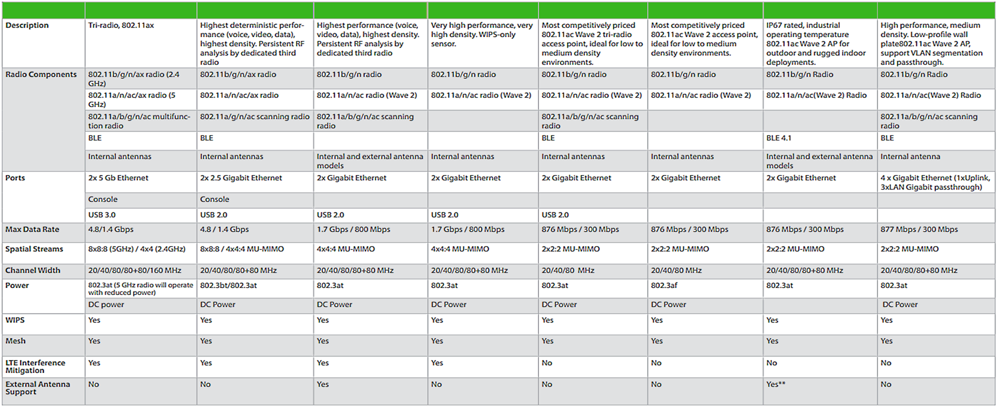 Description
Tri-radio, 802.11ax
Highest deterministic perfor-
mance (voice, video, data),
highest density. Persistent RF
analysis by dedicated third
radio
Highest performance (voice,
video, data), highest density.
Persistent RF analysis by
dedicated third radio
Very high performance, very
high density. WIPS-only
sensor.
Most competitively priced
802.11ac Wave 2 tri-radio
access point, ideal for low to
medium density
environments.
Most competitively priced
802.11ac Wave 2 access point,
ideal for low to medium
density environments.
IP67 rated, industrial
operating temperature
802.11ac Wave 2 AP for
outdoor and rugged indoor
deployments.
High performance, medium
density. Low-profile wall
plate802.11ac Wave 2 AP,
support VLAN segmentation
and passthrough.
Radio Components
802.11b/g/n/ax radio (2.4
GHz)
802.11b/g/n/ax radio
802.11b/g/n radio
802.11b/g/n radio
802.11b/g/n radio
802.11b/g/n radio
802.11b/g/n Radio
802.11b/g/n Radio
802.11a/n/ac/ax radio (5
GHz)
802.11a/n/ac/ax radio
802.11a/n/ac radio (Wave 2)
802.11a/n/ac radio (Wave 2)
802.11a/n/ac radio (Wave 2)
802.11a/n/ac radio (Wave 2)
802.11a/n/ac(Wave 2) Radio
802.11a/n/ac(Wave 2) Radio
802.11a/b/g/n/ac multifunc-
tion radio
802.11a/g/n/ac scanning radio
802.11a/b/g/n/ac scanning
radio
802.11a/b/g/n/ac scanning
radio
802.11a/b/g/n/ac scanning
radio
BLE
BLE
BLE
BLE 4.1
BLE
Internal antennas
Internal antennas
Internal and external antenna
models
Internal antennas
Internal antennas
Internal antennas
Internal and external antenna
models
Internal antenna
Ports
2x 5 Gb Ethernet
2x 2.5 Gigabit Ethernet
2x Gigabit Ethernet
2x Gigabit Ethernet
2x Gigabit Ethernet
2x Gigabit Ethernet
2x Gigabit Ethernet
4 x Gigabit Ethernet (1xUplink,
3xLAN Gigabit passthrough)
Console
Console
USB 3.0
USB 2.0
USB 2.0
USB 2.0
USB 2.0
Max Data Rate
4.8/1.4 Gbps
4.8 / 1.4 Gbps
1.7 Gbps / 800 Mbps
1.7 Gbps / 800 Mbps
876 Mbps / 300 Mbps
876 Mbps / 300 Mbps
876 Mbps / 300 Mbps
877 Mbps / 300 Mbps
Spatial Streams
8x8:8 (5GHz) / 4x4 (2.4GHz)
8x8:8 / 4x4:4 MU-MIMO
4x4:4 MU-MIMO
4x4:4 MU-MIMO
2x2:2 MU-MIMO
2x2:2 MU-MIMO
2x2:2 MU-MIMO
2x2:2 MU-MIMO
Channel Width
20/40/80/80+80/160 MHz
20/40/80/80+80 MHz
20/40/80/80+80 MHz
20/40/80/80+80 MHz
20/40/80 MHz
20/40/80 MHz
20/40/80/80+80 MHz
20/40/80/80+80 MHz
Power
802.3at (5 GHz radio will operate
with reduced power)
802.3bt/802.3at
802.3at
802.3at
802.3at
802.3af
802.3at
802.3at
DC power
DC Power
DC Power
DC Power
DC Power
DC Power
DC Power
WIPS
Yes
Yes
Yes
Yes
Yes
Yes
Yes
Yes
Mesh
Yes
Yes
Yes
Yes
Yes
Yes
Yes
Yes
LTE Interference
Mitigation
Yes
Yes
Yes
Yes
No
No
No
No
External Antenna
Support
No
No
Yes
No
No
No
Yes**
No